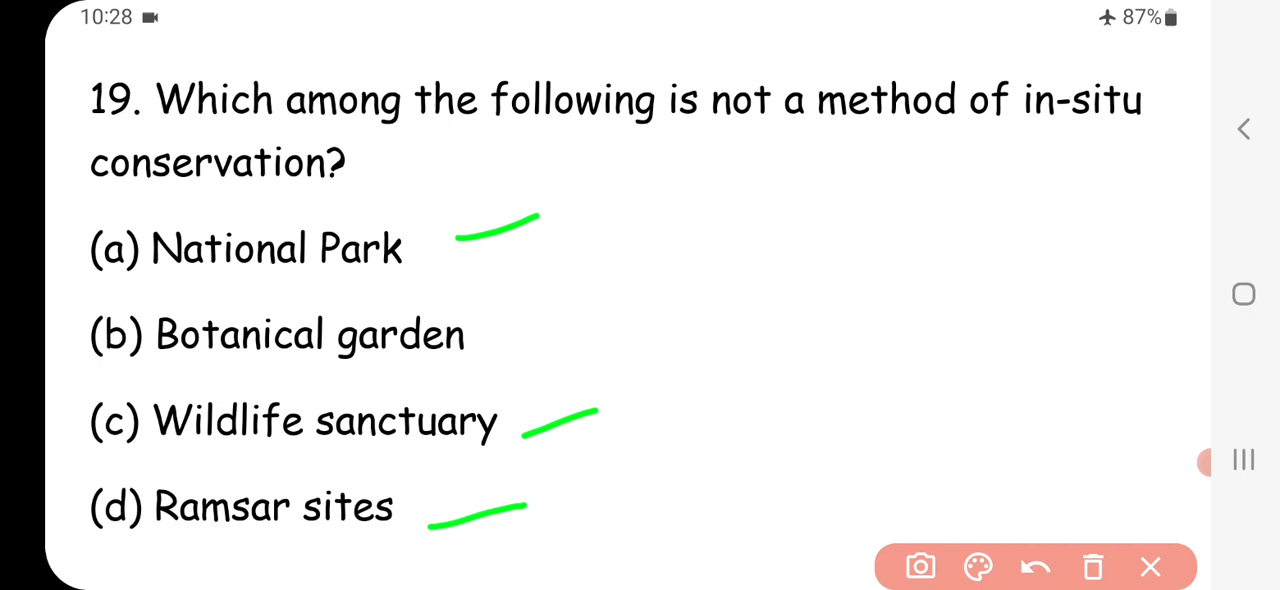 10:28 87%
19. Which among the following is not a method of in-situ
conservation?
(a) National Park
(b) Botanical garden
(c) Wildlife sanctuary
(d) Ramsar sites